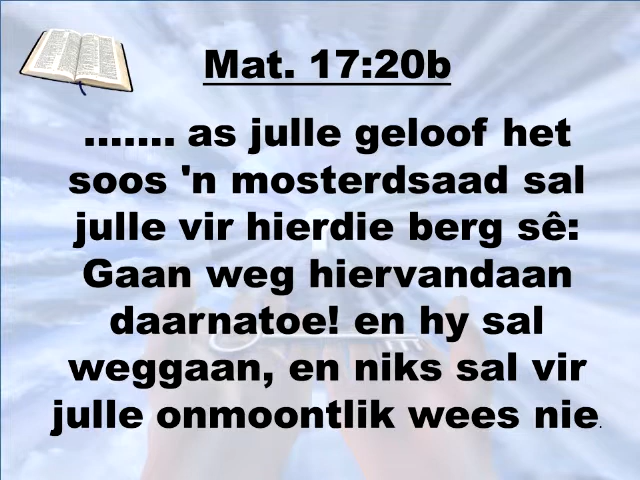 Mat. 17:20b
....... as julle geloof het
soos 'n mosterdsaad sal
julle vir hierdie berg sê:
Gaan weg hiervandaan
daarnatoe! en hy sal
weggaan, en niks sal vir
julle onmoontlik wees nie.